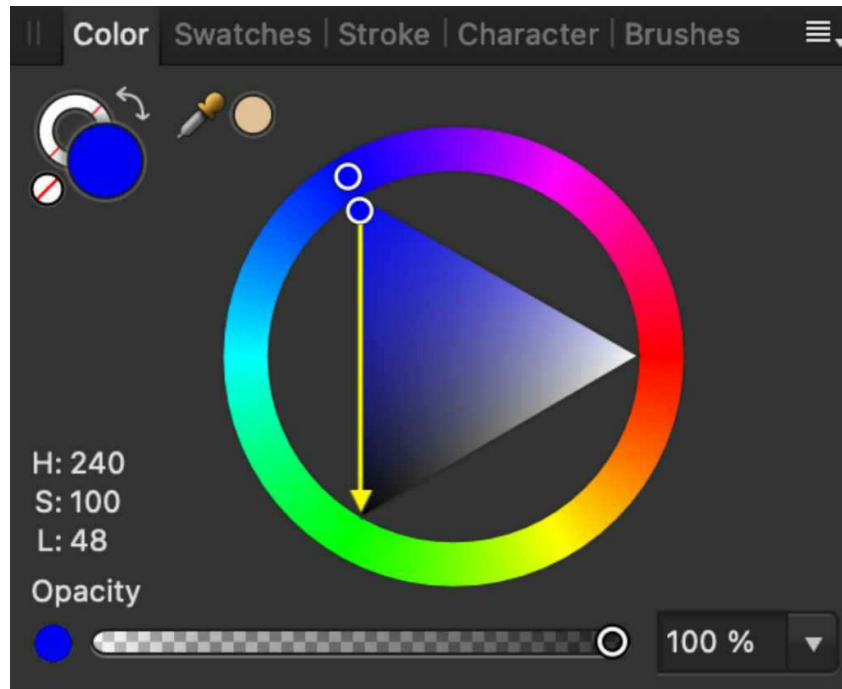 Color Swatches | Stroke | Character | Brushes
H: 240
S: 100
L: 48
Opacity
100 %